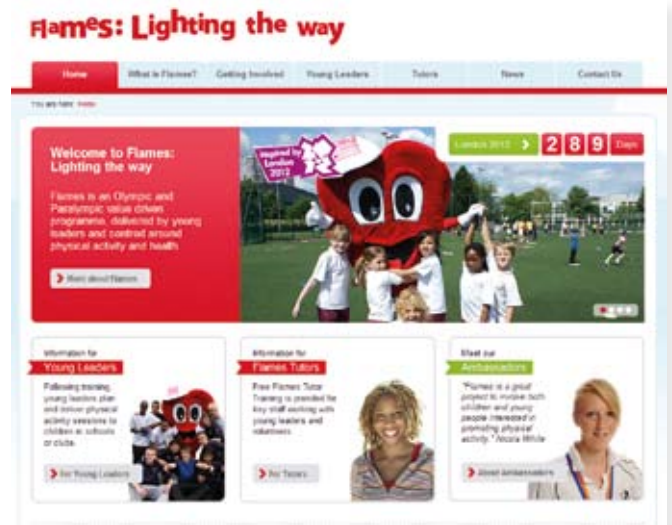 Flames: Lighting the way
Home What is Flames? Getting Involved Young Leaders Tutors News Contact Us
You are here: Home
Welcome to Flames:
Lighting the way
Flames is an Olympic and
Paralympic value driven
programme, delivered by young
leaders and centred around
physical activity and health
More about Flames
inspired by
London
2012
London 2012 289 Days
Information for
Young Leaders
Following training,
young leaders plan
and deliver physical
activity sessions to
children in schools
or clubs.
For Young Leaders
Information for
Flames Tutors
Free Flames Tutor
Training is provided for
key staff working with
young leaders and
volunteers
For Tutors
Meet our
Ambassadors
"Flames is a great
project to involve both
children and young
people interested in
promoting physical
activity." Nicola White
About Ambassadors